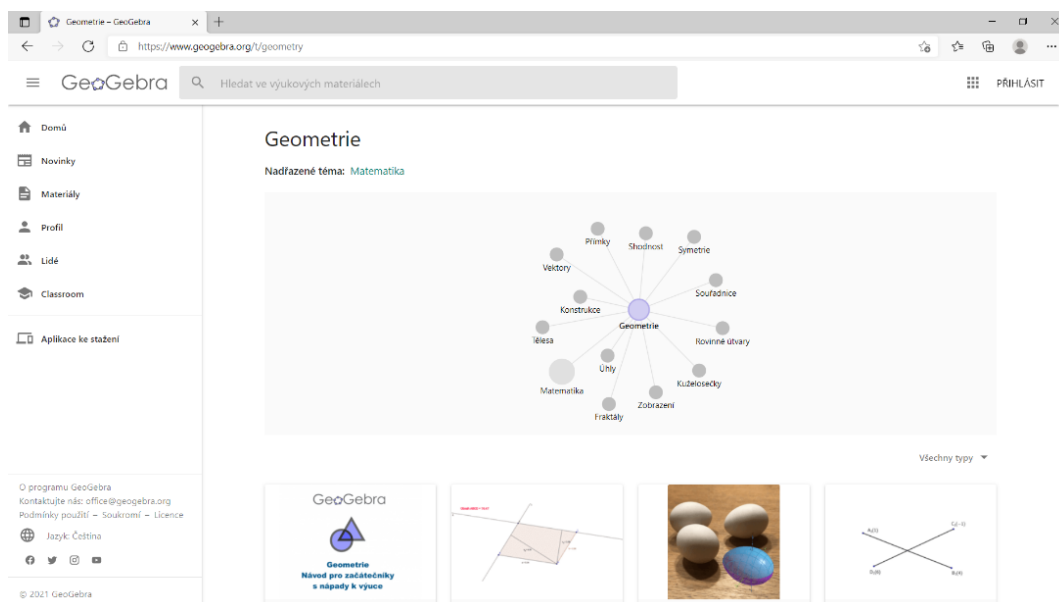 Geometrie – GeoGebra
https://www.geogebra.org/t/geometry
GeoGebra
Hledat ve výukových materiálech
PŘIHLÁSIT
Domů
Novinky
Materiály
Profil
Lidé
Classroom
Aplikace ke stažení
O programu GeoGebra
Kontaktujte nás: office@geogebra.org
Podmínky použití – Soukromí – Licence
Jazyk: Čeština
© 2021 GeoGebra
Geometrie
Nadřazené téma: Matematika
Přímky
Shodnost
Symetrie
Vektory
Souřadnice
Konstrukce
Geometrie
Tělesa
Rovinné útvary
Úhly
Matematika
Kuželosečky
Zobrazení
Fraktály
Všechny typy
GeoGebra
Geometrie
Návod pro začátečníky
s nápady k výuce